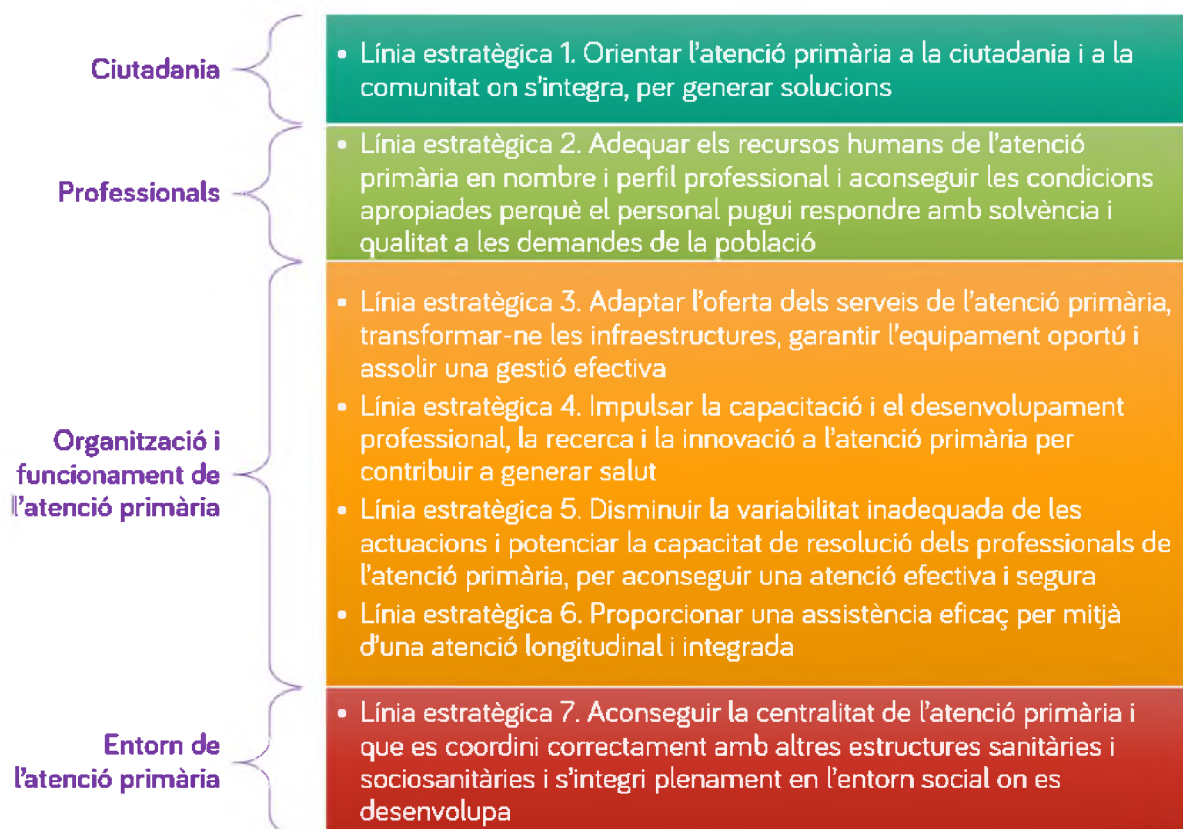 Ciutadania
• Línia estratègica 1. Orientar l'atenció primària a la ciutadania i a la
comunitat on s'integra, per generar solucions
Professionals
• Línia estratègica 2. Adequar els recursos humans de l'atenció
primària en nombre i perfil professional i aconseguir les condicions
apropiades perquè el personal pugui respondre amb solvència i
qualitat a les demandes de la població
Organització i
funcionament de
l'atenció primària
• Línia estratègica 3. Adaptar l'oferta dels serveis de l'atenció primària,
transformar-ne les infraestructures, garantir l'equipament oportú i
assolir una gestió efectiva
• Línia estratègica 4. Impulsar la capacitació i el desenvolupament
professional, la recerca i la innovació a l'atenció primària per
contribuir a generar salut
• Línia estratègica 5. Disminuir la variabilitat inadequada de les
actuacions i potenciar la capacitat de resolució dels professionals de
l'atenció primària, per aconseguir una atenció efectiva i segura
• Línia estratègica 6. Proporcionar una assistència eficaç per mitjà
d'una atenció longitudinal i integrada
Entorn de
l'atenció primària
• Línia estratègica 7. Aconseguir la centralitat de l'atenció primària i
que es coordini correctament amb altres estructures sanitàries i
sociosanitàries i s'integri plenament en l'entorn social on es
desenvolupa